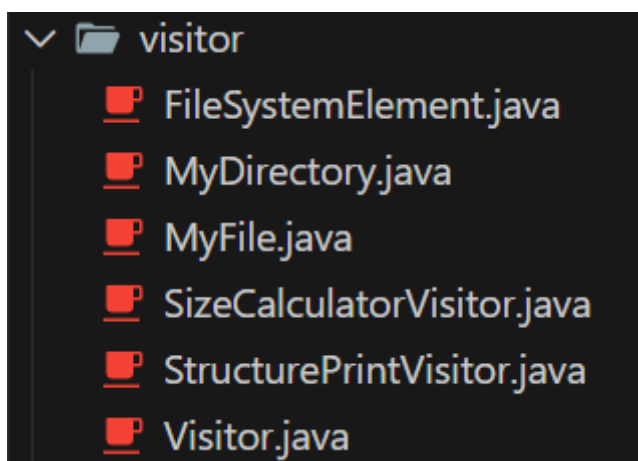 visitor
FileSystemElement.java
MyDirectory.java
MyFile.java
SizeCalculatorVisitor.java
StructurePrintVisitor.java
Visitor.java